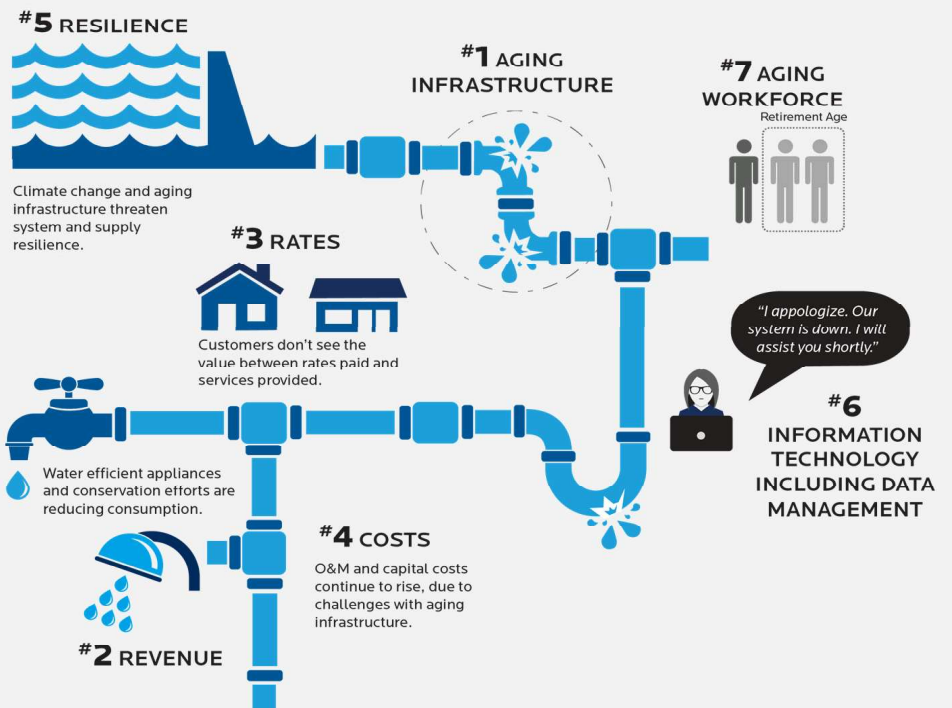 #5 RESILIENCE
Climate change and aging
infrastructure threaten
system and supply
resilience.
#1 AGING
INFRASTRUCTURE
#7 AGING
WORKFORCE
Retirement Age
#3 RATES
Customers don't see the
value between rates paid and
services provided.
"I appologize. Our
system is down. I will
assist you shortly."
#6
INFORMATION
TECHNOLOGY
INCLUDING DATA
MANAGEMENT
Water efficient appliances
and conservation efforts are
reducing consumption.
#2 REVENUE
#4 COSTS
O&M and capital costs
continue to rise, due to
challenges with aging
infrastructure.